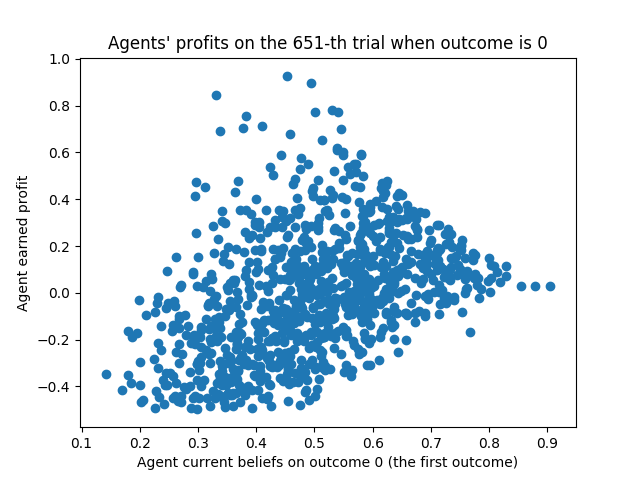 Agents' profits on the 651-th trial when outcome is 0
1.0
0.8
0.6
0.4
0.2
0.0
−0.2
−0.4
Agent earned profit
0.1 0.2 0.3 0.4 0.5 0.6 0.7 0.8 0.9
Agent current beliefs on outcome 0 (the first outcome)